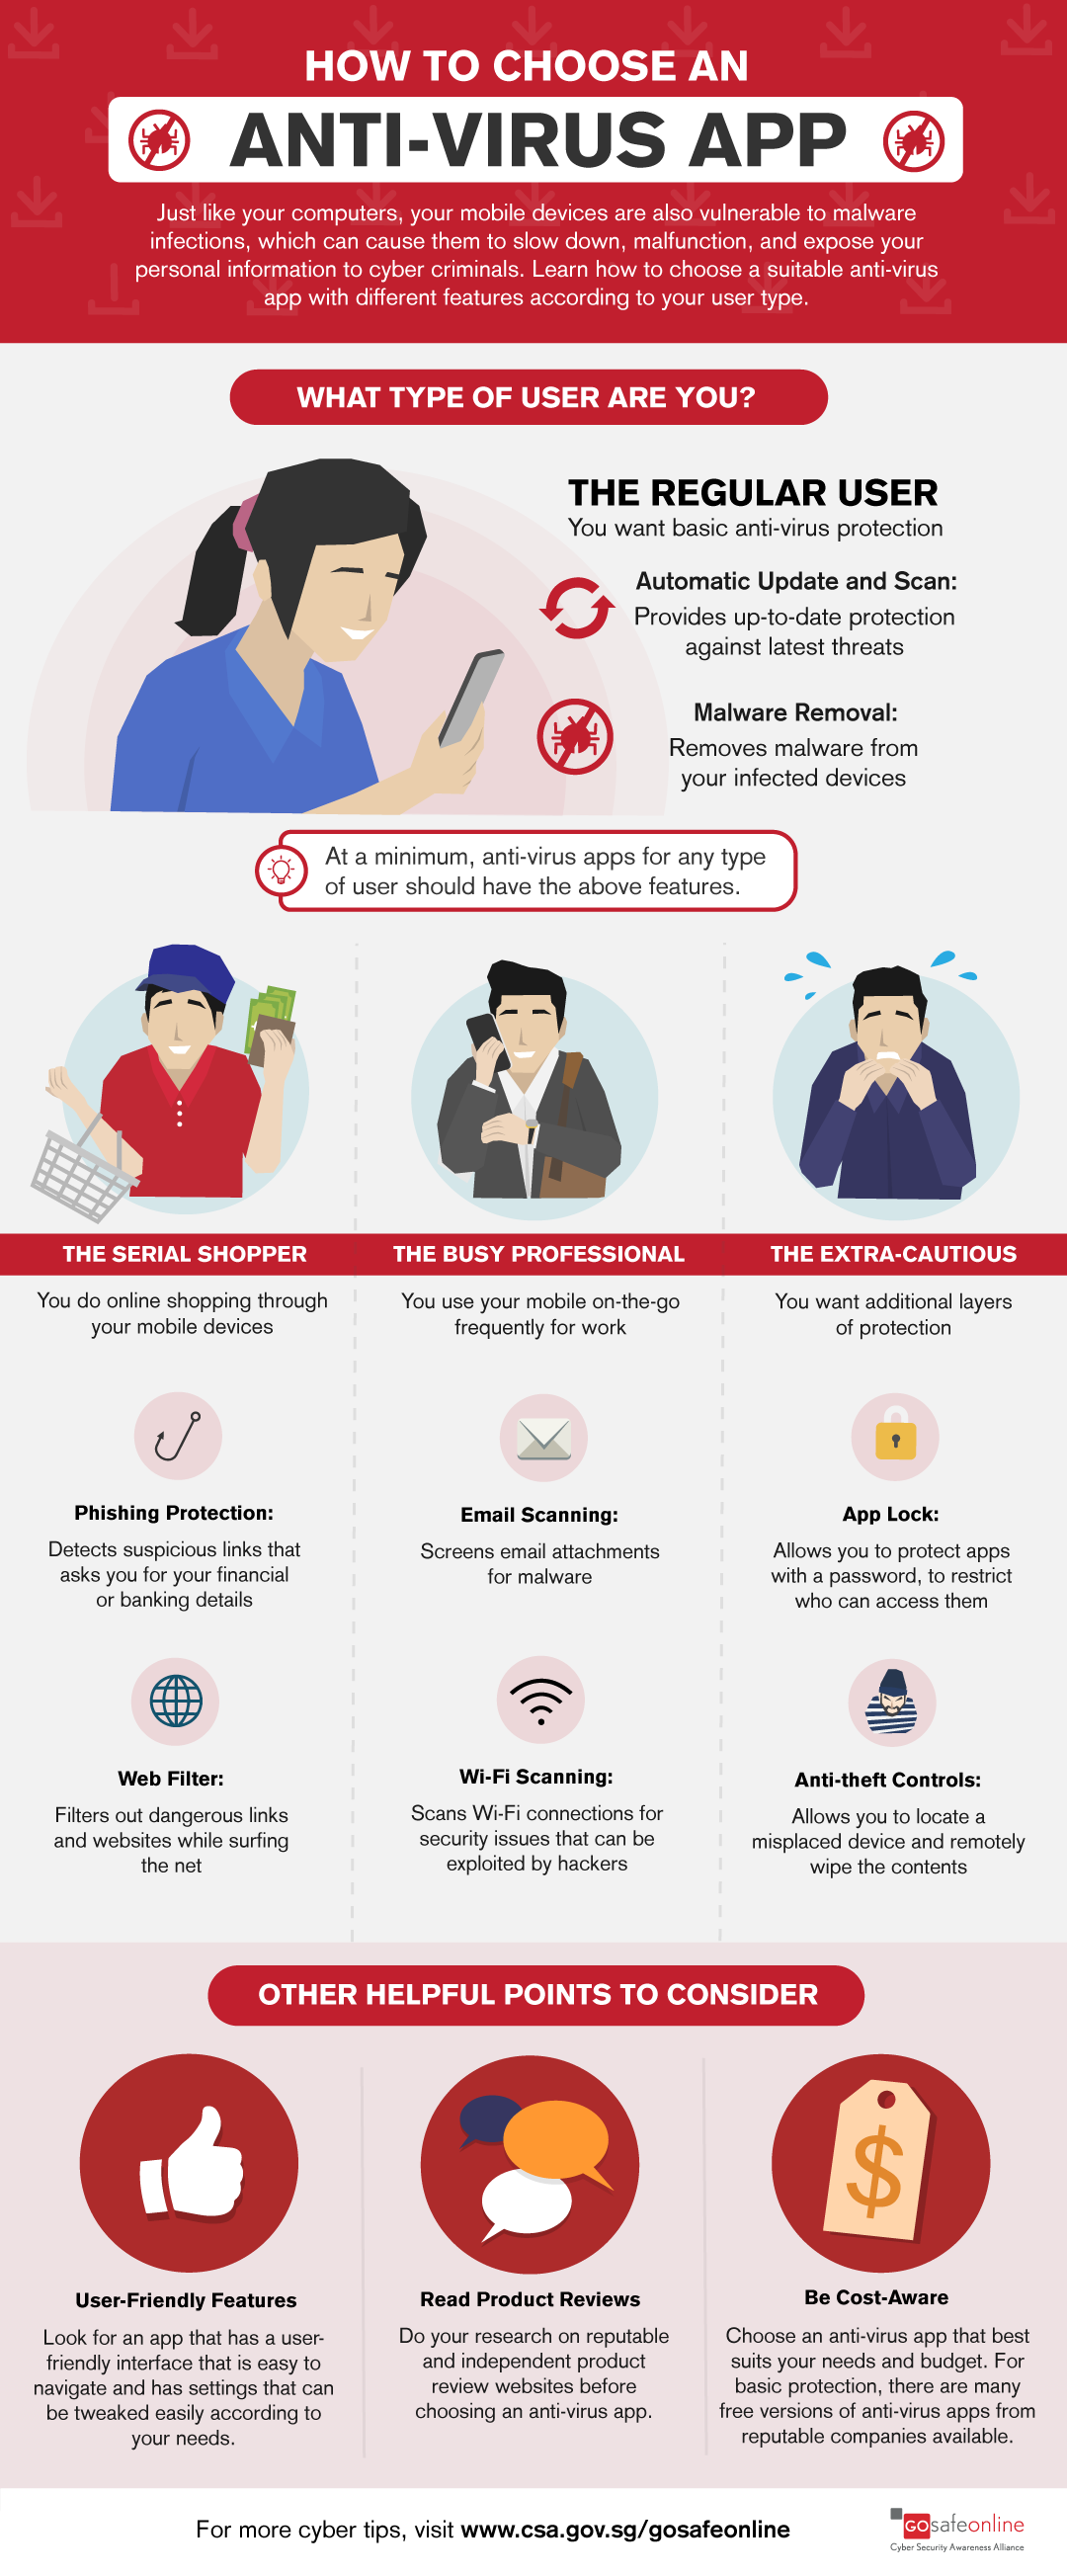 HOW TO CHOOSE AN
ANTI-VIRUS APP
Just like your computers, your mobile devices are also vulnerable to malware
infections, which can cause them to slow down, malfunction, and expose your
personal information to cyber criminals. Learn how to choose a suitable anti-virus
app with different features according to your user type.
WHAT TYPE OF USER ARE YOU?
THE REGULAR USER
You want basic anti-virus protection
Automatic Update and Scan:
Provides up-to-date protection
against latest threats
Malware Removal:
Removes malware from
your infected devices
At a minimum, anti-virus apps for any type
of user should have the above features.
THE SERIAL SHOPPER
You do online shopping through
your mobile devices
Phishing Protection:
Detects suspicious links that
asks you for your financial
or banking details
Web Filter:
Filters out dangerous links
and websites while surfing
the net
THE BUSY PROFESSIONAL
You use your mobile on-the-go
frequently for work
Email Scanning:
Screens email attachments
for malware
Wi-Fi Scanning:
Scans Wi-Fi connections for
security issues that can be
exploited by hackers
THE EXTRA-CAUTIOUS
You want additional layers
of protection
App Lock:
Allows you to protect apps
with a password, to restrict
who can access them
Anti-theft Controls:
Allows you to locate a
misplaced device and remotely
wipe the contents
OTHER HELPFUL POINTS TO CONSIDER
User-Friendly Features
Look for an app that has a user-
friendly interface that is easy to
navigate and has settings that can
be tweaked easily according to
your needs.
Read Product Reviews
Do your research on reputable
and independent product
review websites before
choosing an anti-virus app.
$
Be Cost-Aware
Choose an anti-virus app that best
suits your needs and budget. For
basic protection, there are many
free versions of anti-virus apps from
reputable companies available.
For more cyber tips, visit www.csa.gov.sg/gosafeonline
GOsafeonline
Cyber Security Awareness Alliance